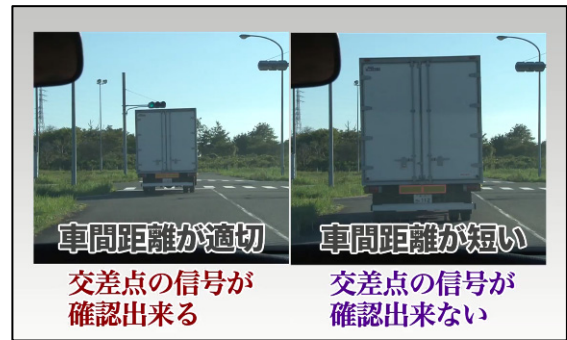 車間距離が適切
交差点の信号が
確認出来る
車間距離が短い
交差点の信号が
確認出来ない